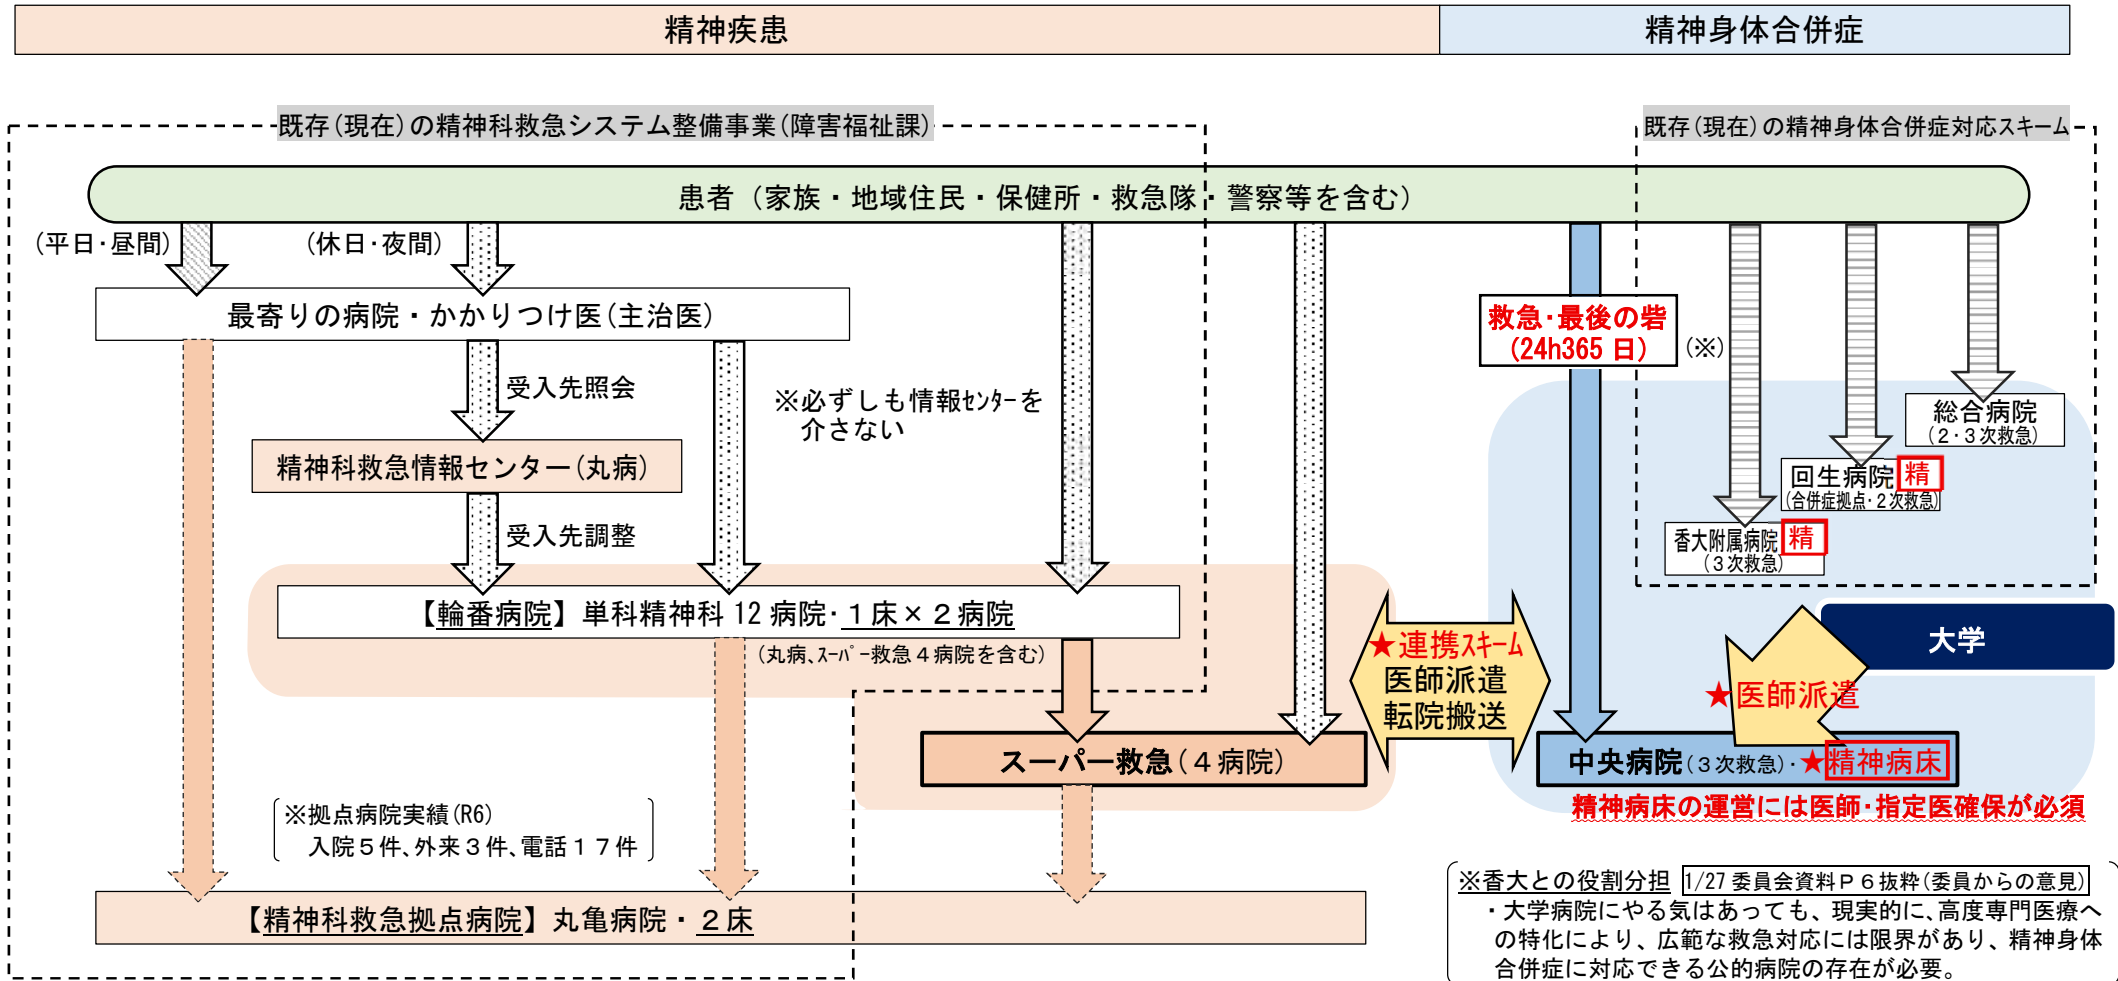 精神疾患
精神身体合併症
既存(現在)の精神科救急システム整備事業(障害福祉課)
既存(現在)の精神身体合併症対応スキーム
患者（家族・地域住民・保健所・救急隊・警察等を含む）
(平日・昼間)
(休日・夜間)
最寄りの病院・かかりつけ医(主治医)
救急・最後の砦
(24h365 日)
(※)
受入先照会
※必ずしも情報ｾﾝﾀｰを
介さない
総合病院
(２・３次救急)
精神科救急情報センター(丸病)
回生病院 精
(合併症拠点・２次救急)
受入先調整
香大附属病院 精
(３次救急)
【輪番病院】単科精神科 12 病院・１床×２病院
(丸病、ｽｰﾊﾟｰ救急４病院を含む)
★連携ｽｷｰﾑ
医師派遣
転院搬送
大学
★医師派遣
スーパー救急(４病院)
中央病院(３次救急)・★精神病床
精神病床の運営には医師・指定医確保が必須
※拠点病院実績(R6)
入院５件、外来３件、電話１７件
【精神科救急拠点病院】丸亀病院・２床
※香大との役割分担 1/27 委員会資料Ｐ６抜粋(委員からの意見)
・大学病院にやる気はあっても、現実的に、高度専門医療へ
の特化により、広範な救急対応には限界があり、精神身体
合併症に対応できる公的病院の存在が必要。